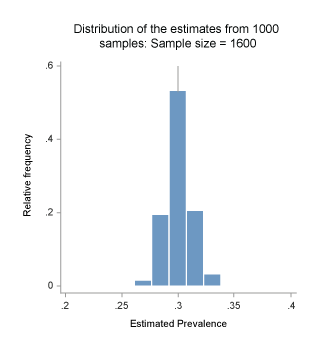 Distribution of the estimates from 1000
samples: Sample size = 1600
.6
.4
.2
0
Relative frequency
.2 .25 .3 .35 .4
Estimated Prevalence